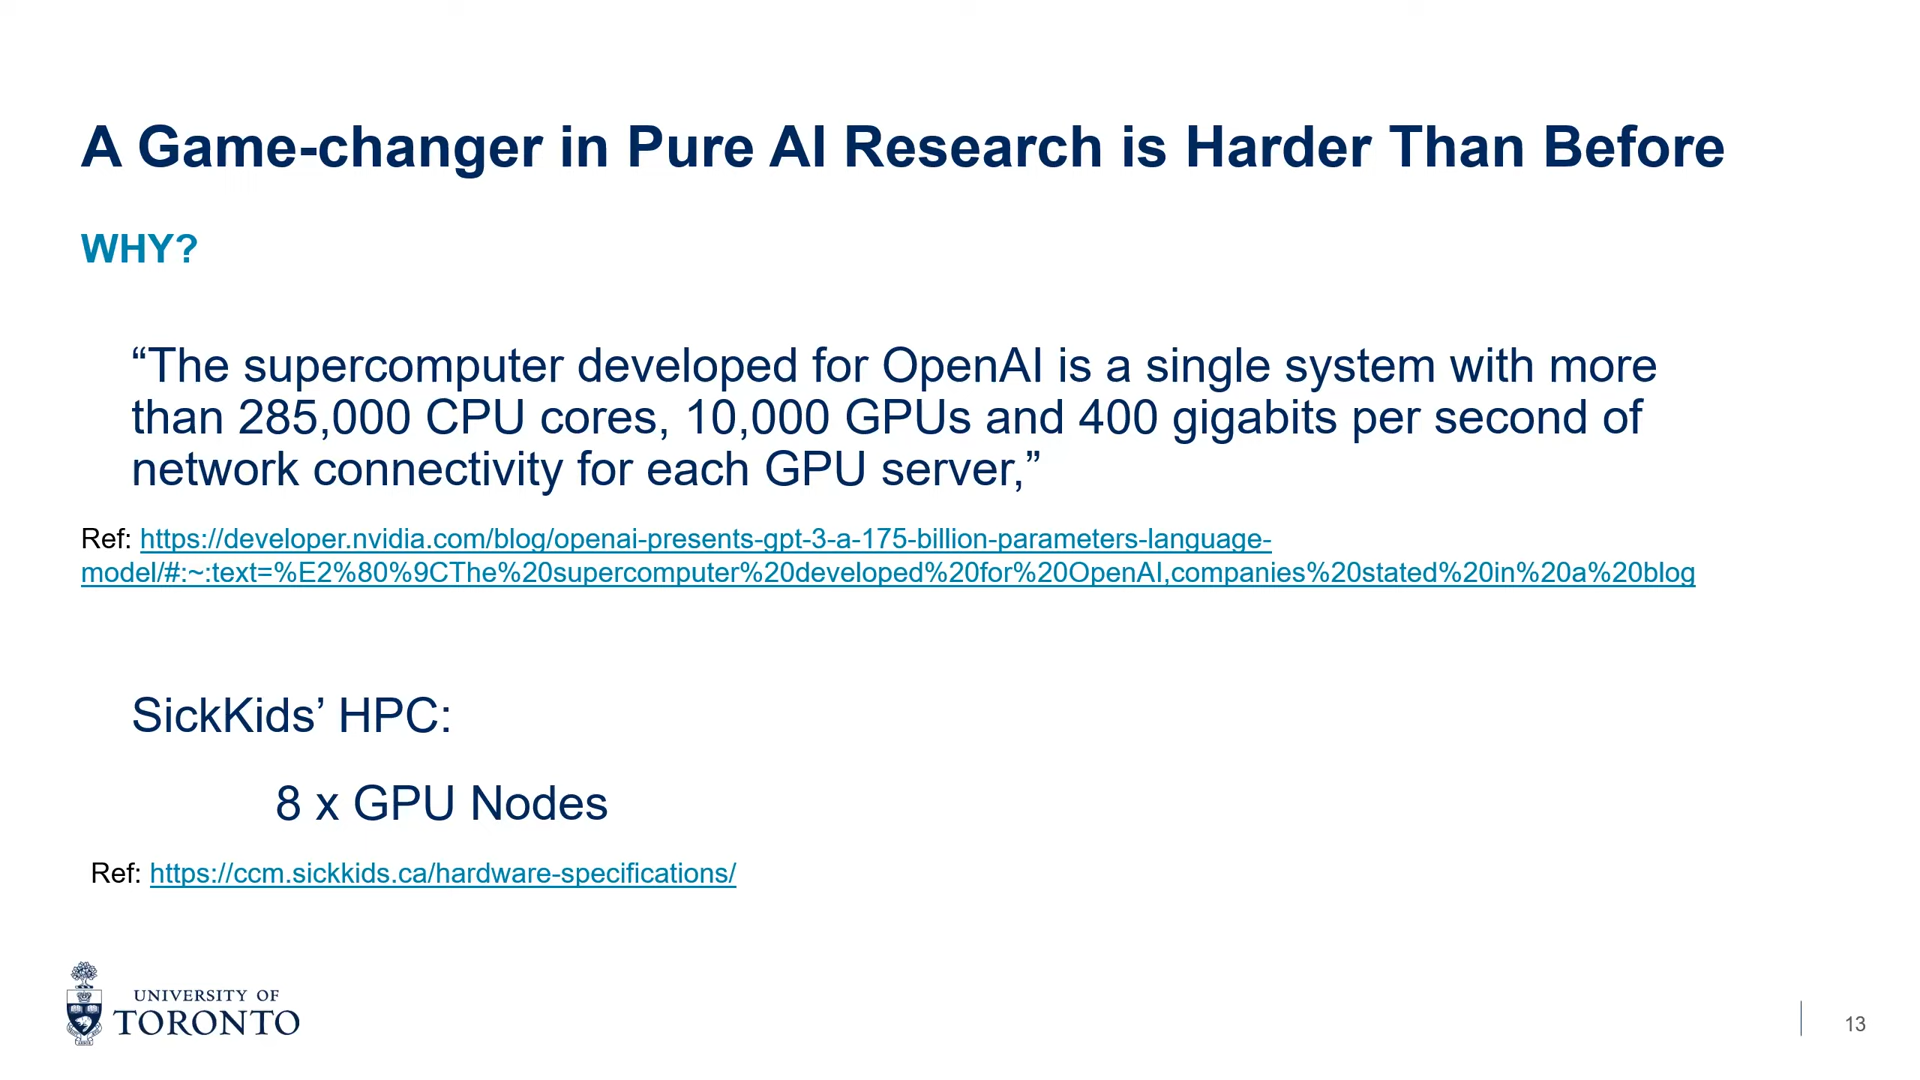 A Game-changer in Pure AI Research is Harder Than Before
WHY?
“The supercomputer developed for OpenAI is a single system with more
than 285,000 CPU cores, 10,000 GPUs and 400 gigabits per second of
network connectivity for each GPU server,”
Ref: https://developer.nvidia.com/blog/openai-presents-gpt-3-a-175-billion-parameters-language-
model/#:~:text=%E2%80%9CThe%20supercomputer%20developed%20for%20OpenAI,companies%20stated%20in%20a%20blog
SickKids’ HPC:
8 x GPU Nodes
Ref: https://ccm.sickkids.ca/hardware-specifications/
UNIVERSITY OF
TORONTO
13